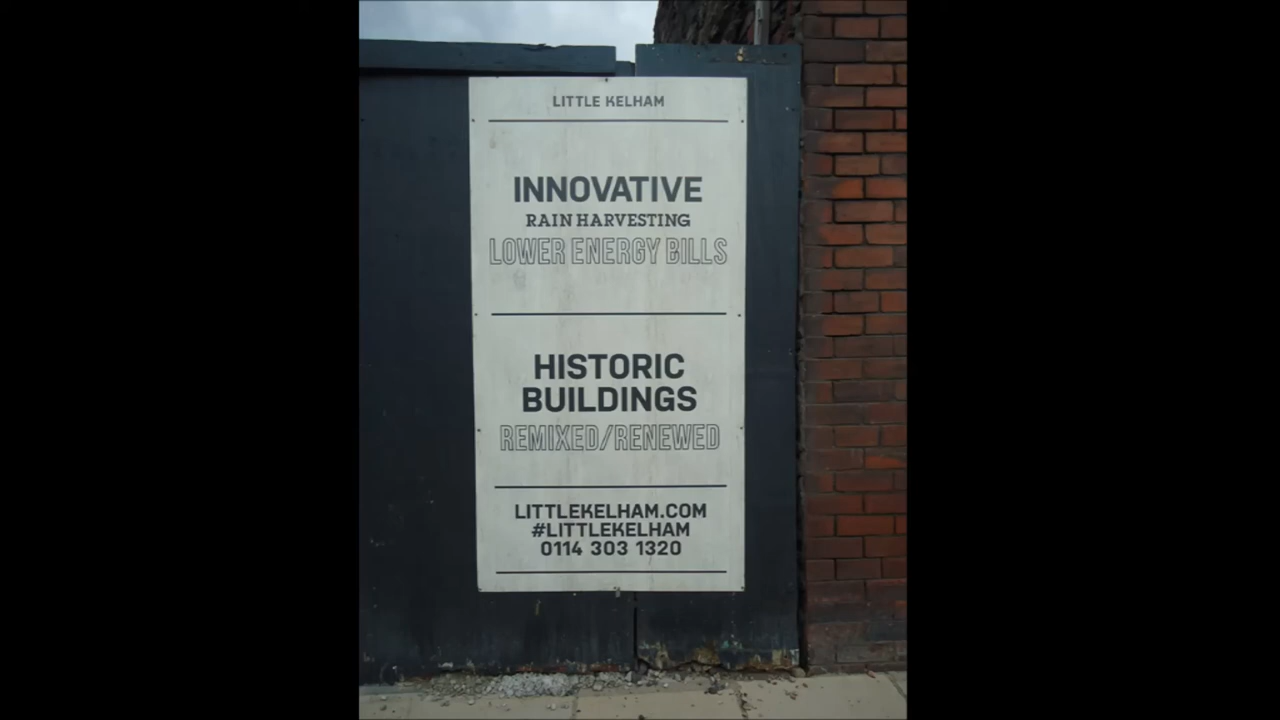 LITTLE KELHAM
INNOVATIVE
RAIN HARVESTING
LOWER ENERGY BILLS
HISTORIC
BUILDINGS
REMIXED/RENEWED
LITTLEKELHAM.COM
#LITTLEKELHAM
0114 303 1320